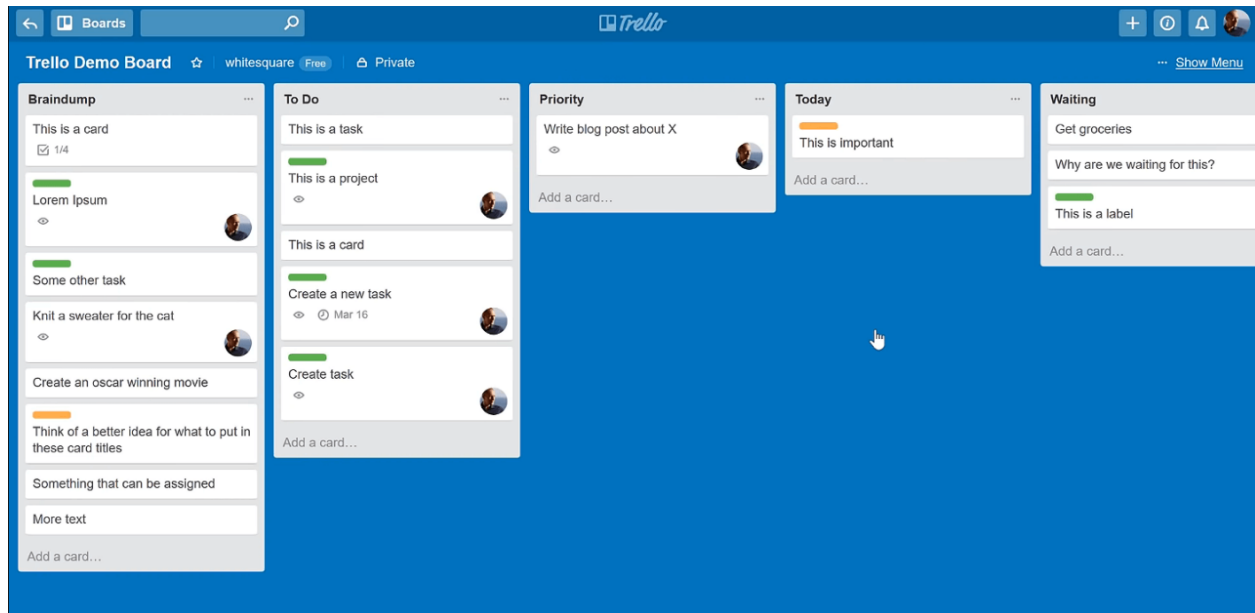 Boards
Trello
Trello Demo Board
whitesquare Free
Private
... Show Menu
Braindump
This is a card
1/4
Lorem Ipsum
Some other task
Knit a sweater for the cat
Create an oscar winning movie
Think of a better idea for what to put in
these card titles
Something that can be assigned
More text
Add a card...
To Do
This is a task
This is a project
This is a card
Create a new task
Mar 16
Create task
Add a card...
Priority
Write blog post about X
Add a card...
Today
This is important
Add a card...
Waiting
Get groceries
Why are we waiting for this?
This is a label
Add a card...